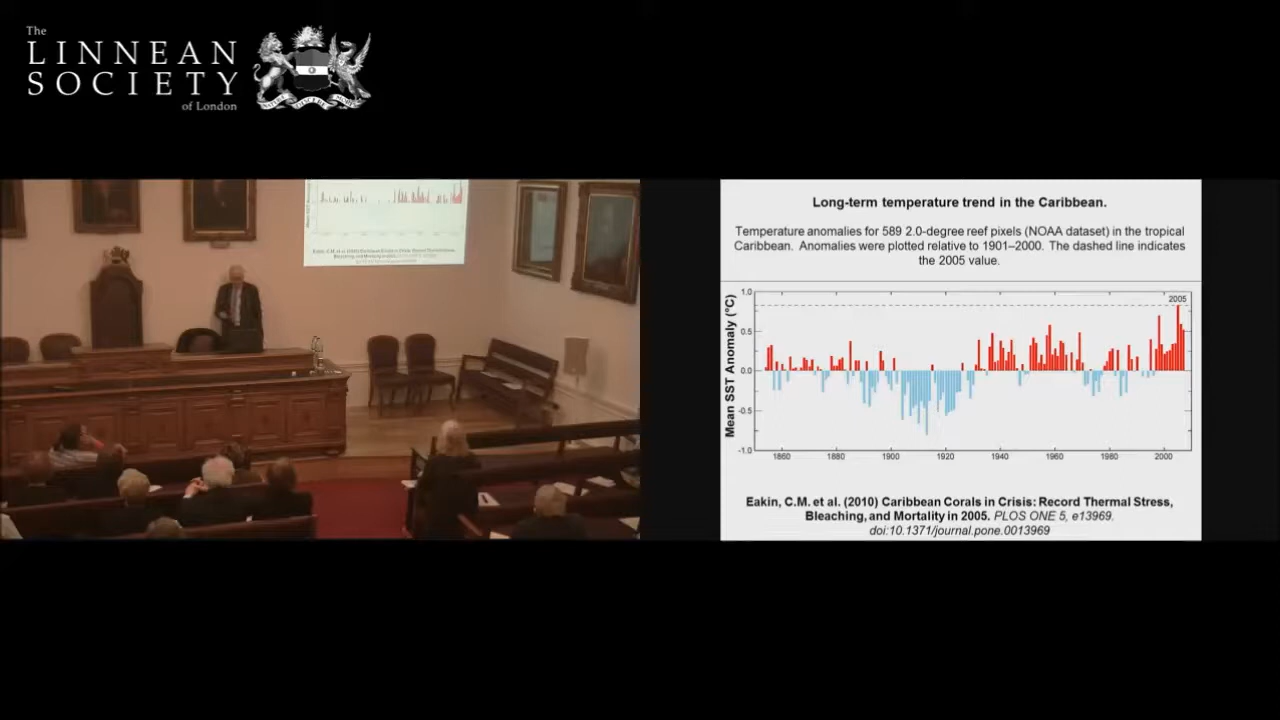 The
LINNEAN
SOCIETY
of London
Long-term temperature trend in the Caribbean.
Temperature anomalies for 589 2.0-degree reef pixels (NOAA dataset) in the tropical
Caribbean. Anomalies were plotted relative to 1901–2000. The dashed line indicates
the 2005 value.
Mean SST Anomaly (°C)
1.0
0.5
0.0
-0.5
-1.0
2005
1860 1880 1900 1920 1940 1960 1980 2000
Eakin, C.M. et al. (2010) Caribbean Corals in Crisis: Record Thermal Stress,
Bleaching, and Mortality in 2005. PLOS ONE 5, e13969.
doi:10.1371/journal.pone.0013969